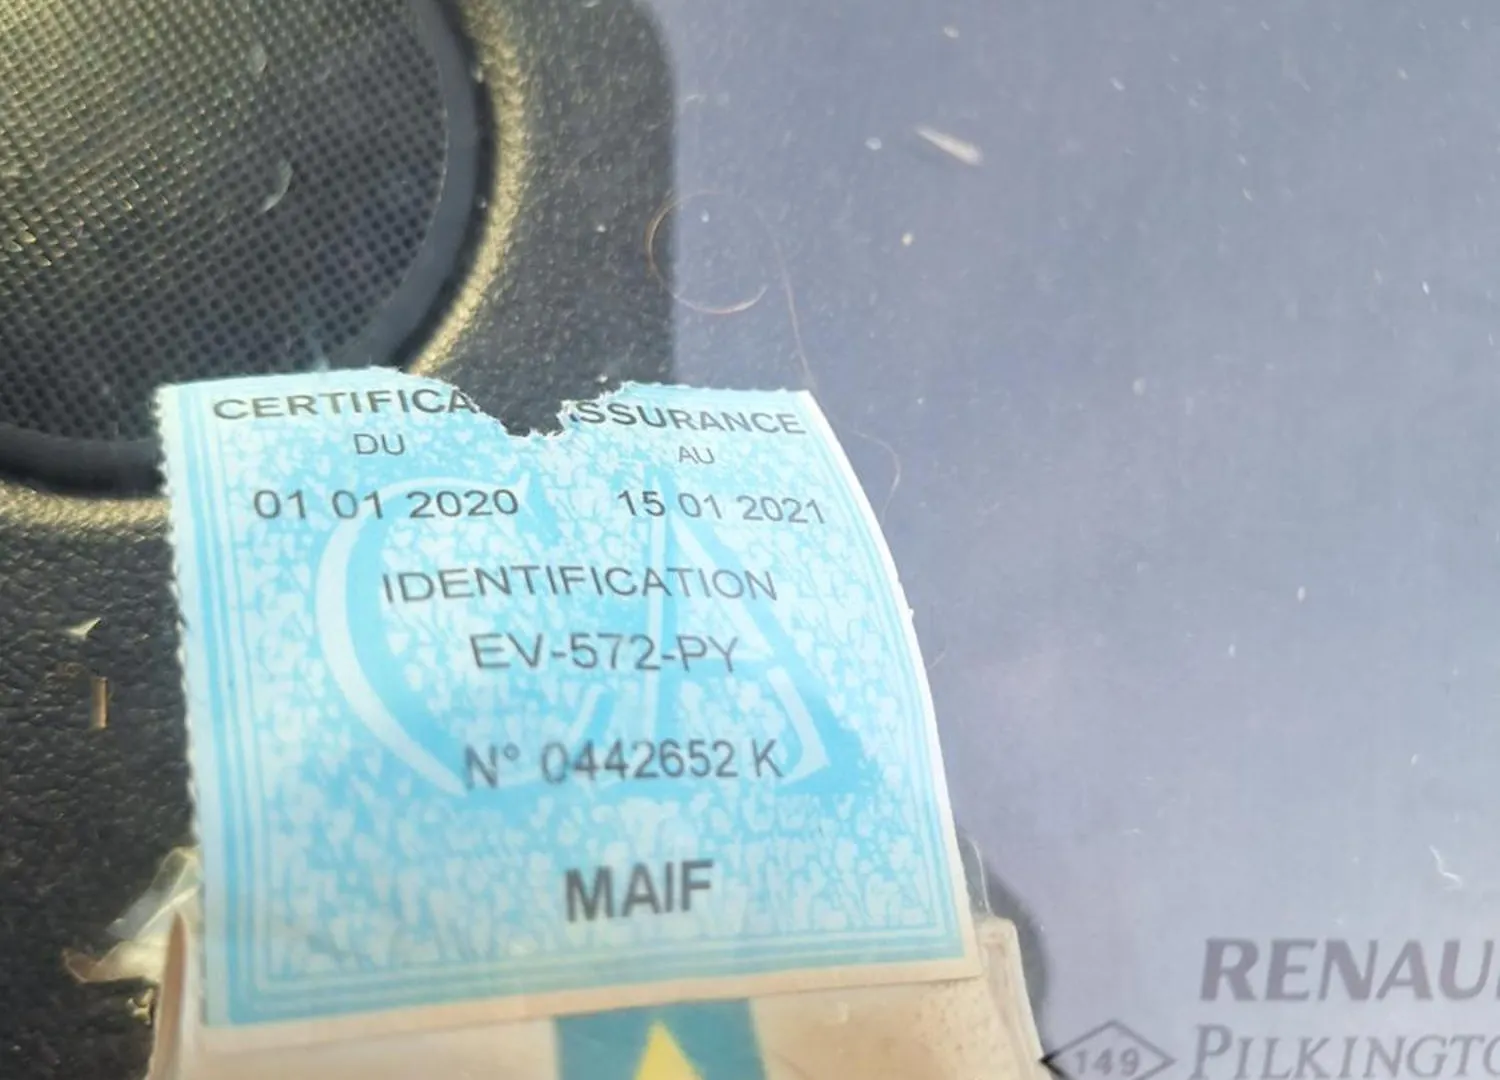 CERTIFICA SSURANCE
DU AU
01 01 2020 15 01 2021
IDENTIFICATION
EV-572-PY
N° 0442652 K
MAIF
RENAU
149 PILKINGTO